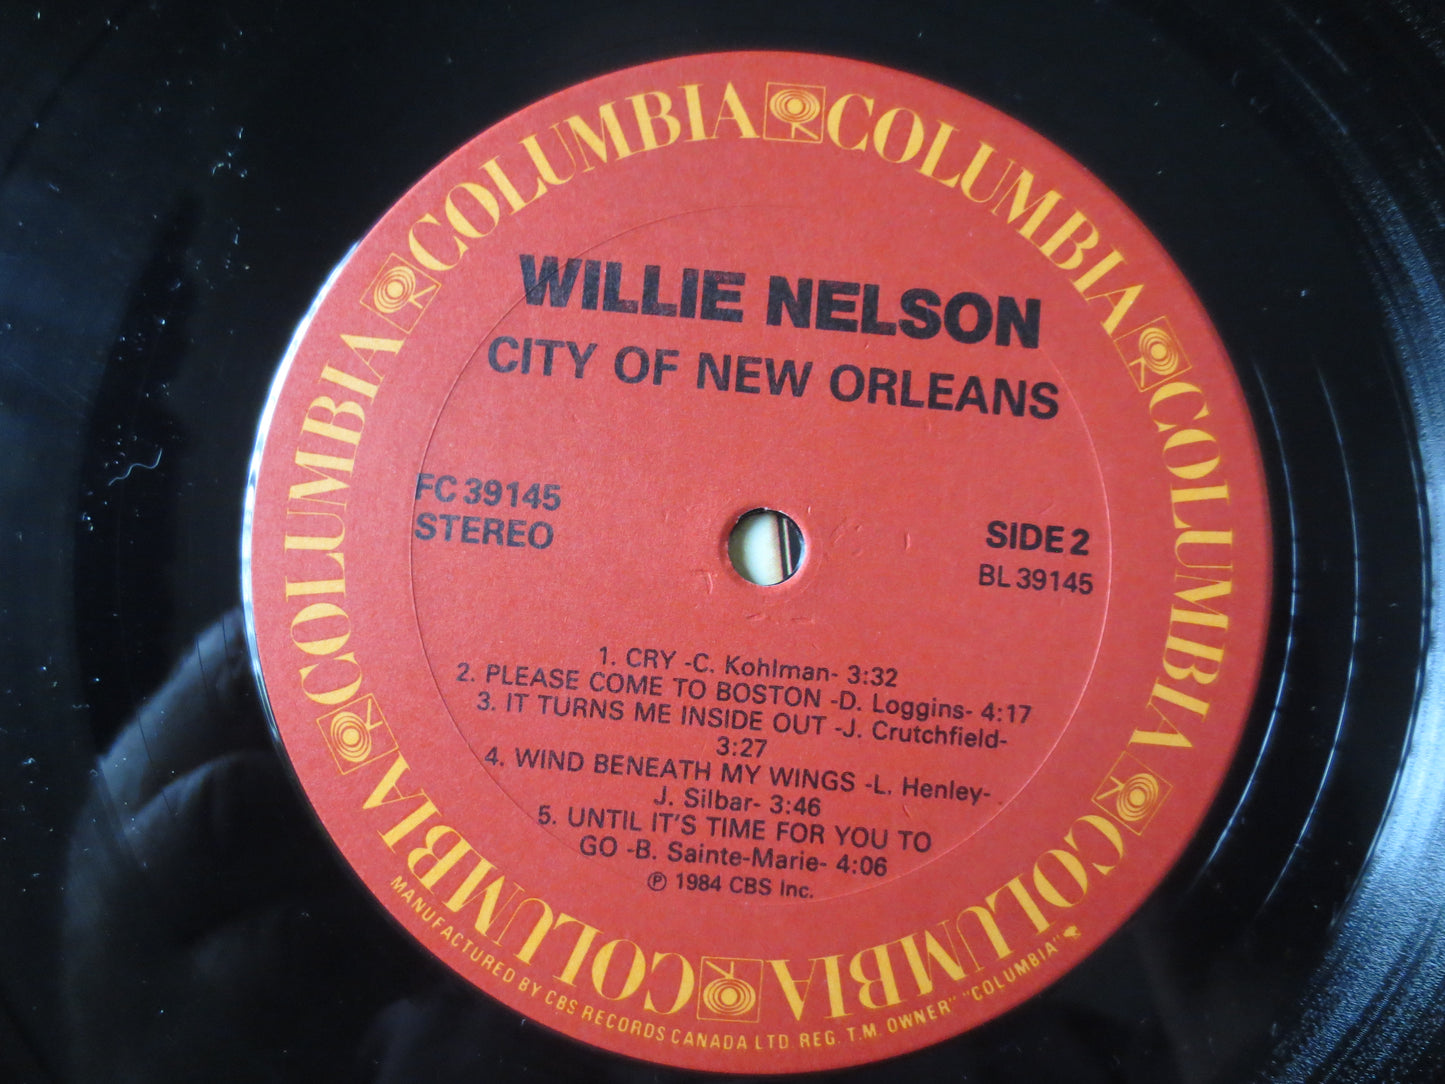 COLUMBIA COLUMBIA COLUMBIA COLUMBIA COLUMBIA COLUMBIA
WILLIE NELSON
CITY OF NEW ORLEANS
FC 39145
STEREO
SIDE 2
BL 39145
1. CRY -C. Kohlman- 3:32
2. PLEASE COME TO BOSTON -D. Loggins- 4:17
3. IT TURNS ME INSIDE OUT -J. Crutchfield-
3:27
4. WIND BENEATH MY WINGS -L. Henley-
J. Silbar- 3:46
5. UNTIL IT'S TIME FOR YOU TO
GO -B. Sainte-Marie- 4:06
℗ 1984 CBS Inc.
MANUFACTURED BY CBS RECORDS CANADA LTD. REG. T.M. OWNER" "COLUMBIA"